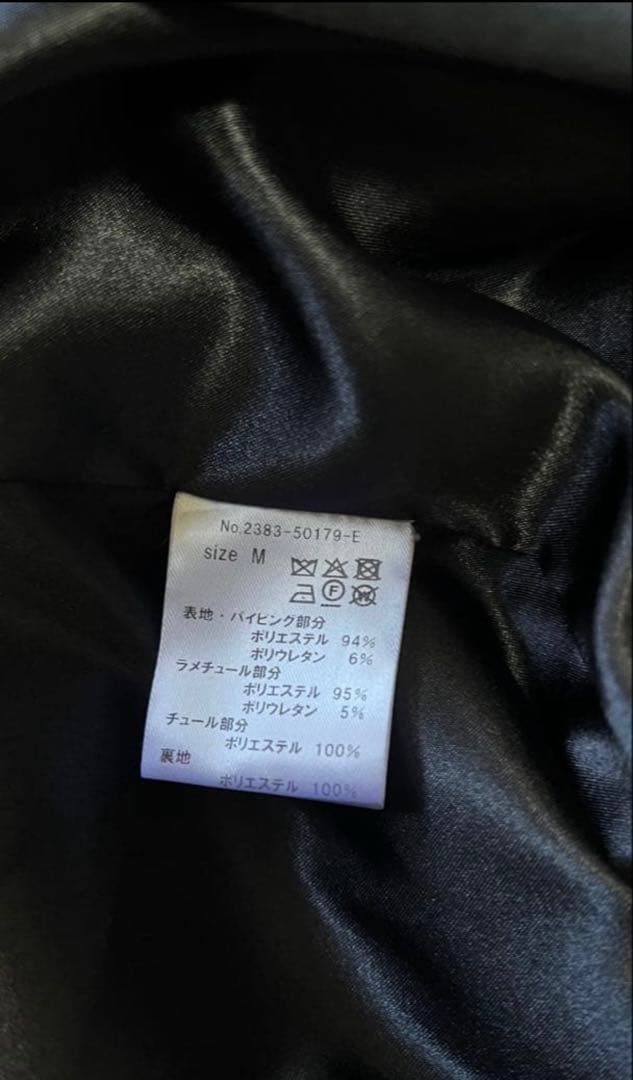 No.2383-50179-E
size M
F W
表地・パイピング部分
ポリエステル 94%
ポリウレタン 6%
ラメチュール部分
ポリエステル 95%
ポリウレタン 5%
チュール部分
ポリエステル 100%
裏地
ポリエステル 100%